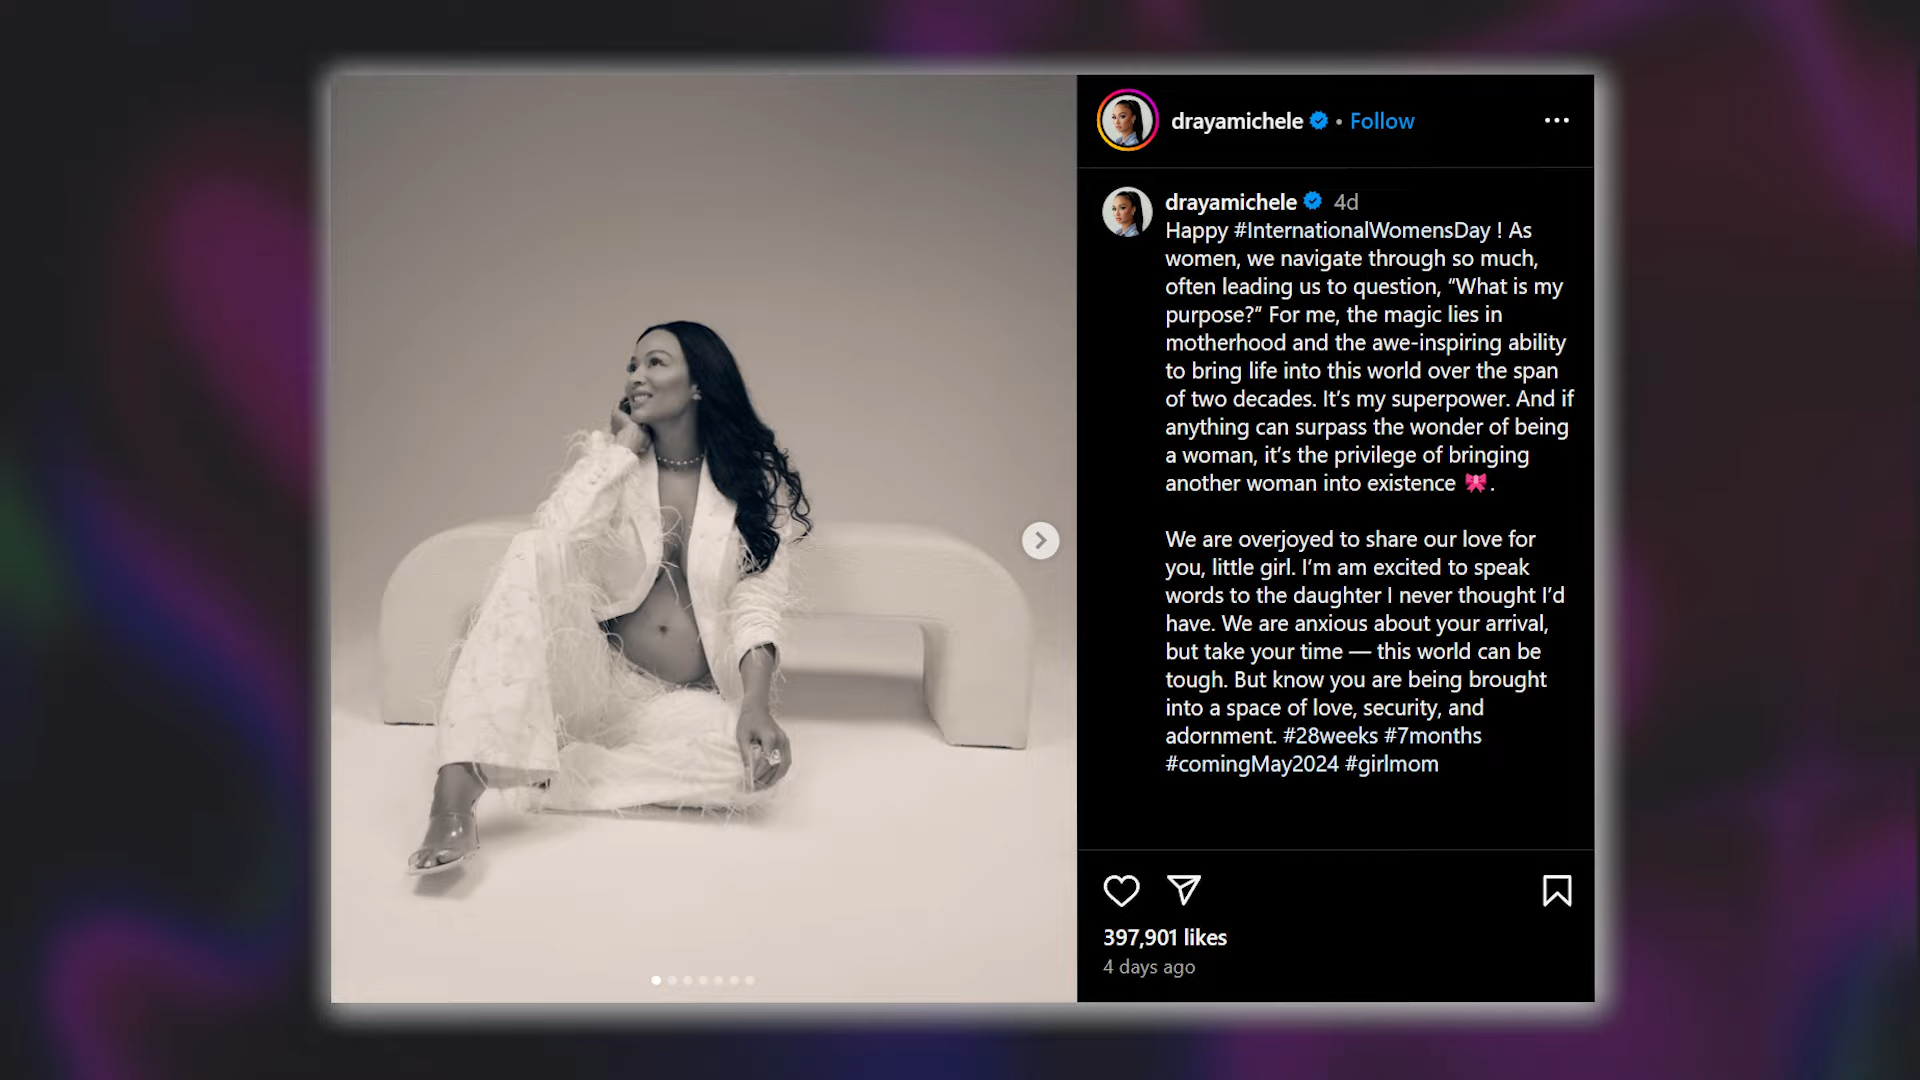 drayamichele • Follow
drayamichele 4d
Happy #InternationalWomensDay ! As
women, we navigate through so much,
often leading us to question, “What is my
purpose?” For me, the magic lies in
motherhood and the awe-inspiring ability
to bring life into this world over the span
of two decades. It’s my superpower. And if
anything can surpass the wonder of being
a woman, it’s the privilege of bringing
another woman into existence 🎀.
We are overjoyed to share our love for
you, little girl. I’m am excited to speak
words to the daughter I never thought I’d
have. We are anxious about your arrival,
but take your time — this world can be
tough. But know you are being brought
into a space of love, security, and
adornment. #28weeks #7months
#comingMay2024 #girlmom
397,901 likes
4 days ago